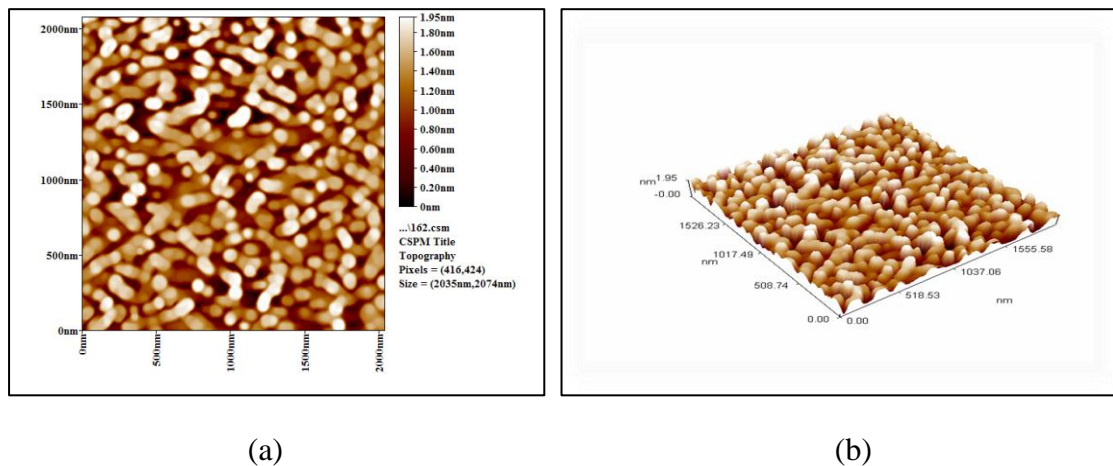 2000nm
1500nm
1000nm
500nm
0nm
0nm
500nm
1000nm
1500nm
2000nm
1.95nm
1.80nm
1.60nm
1.40nm
1.20nm
1.00nm
0.80nm
0.60nm
0.40nm
0.20nm
0nm
...\162.csm
CSPM Title
Topography
Pixels = (416,424)
Size = (2035nm,2074nm)
nm 1.95
-0.00
1526.23
1017.49
nm
508.74
0.00
0.00
518.53
1037.06
1555.58
nm
(a)
(b)